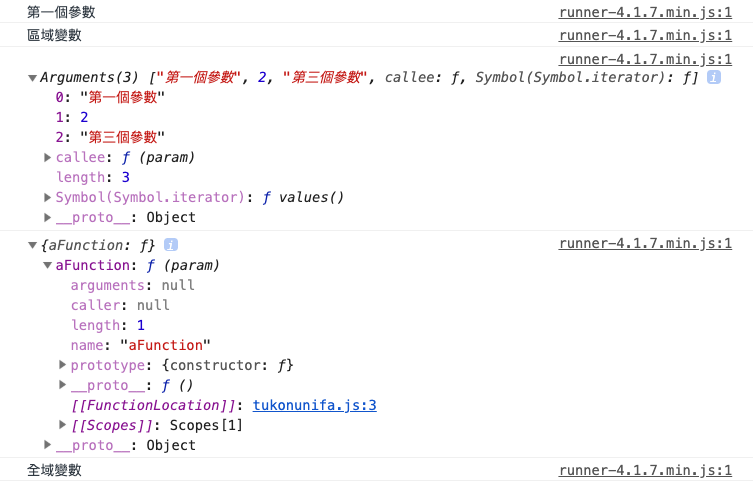 第一個參數 runner-4.1.7.min.js:1
區域變數 runner-4.1.7.min.js:1
runner-4.1.7.min.js:1
▼Arguments(3) ["第一個參數", 2, "第三個參數", callee: ƒ, Symbol(Symbol.iterator): ƒ] i
0: "第一個參數"
1: 2
2: "第三個參數"
▶callee: ƒ (param)
length: 3
▶Symbol(Symbol.iterator): ƒ values()
▶__proto__: Object
▼{aFunction: ƒ} i runner-4.1.7.min.js:1
▼aFunction: ƒ (param)
arguments: null
caller: null
length: 1
name: "aFunction"
▶prototype: {constructor: ƒ}
▶__proto__: ƒ ()
[[FunctionLocation]]: tukonunifa.js:3
▶[[Scopes]]: Scopes[1]
▶__proto__: Object
全域變數 runner-4.1.7.min.js:1